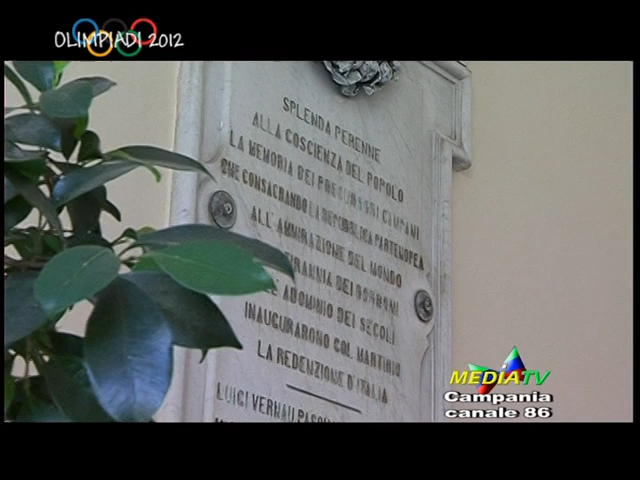 OLIMPIADI 2012
SPLENDA PERENNE
ALLA COSCIENZA DEL POPOLO
LA MEMORIA DEI PRECURSORI CAMPANI
CHE CONSACRANDO LA REPUBBLICA PARTENOPEA
ALL'AMMIRAZIONE DEL MONDO
TIRANNIA DEI BORBONI
ABOMINIO DEI SECOLI
INAUGURARONO COL MARTIRIO
LA REDENZIONE D'ITALIA
LUIGI VERNAU
MEDIATV
Campania
canale 86